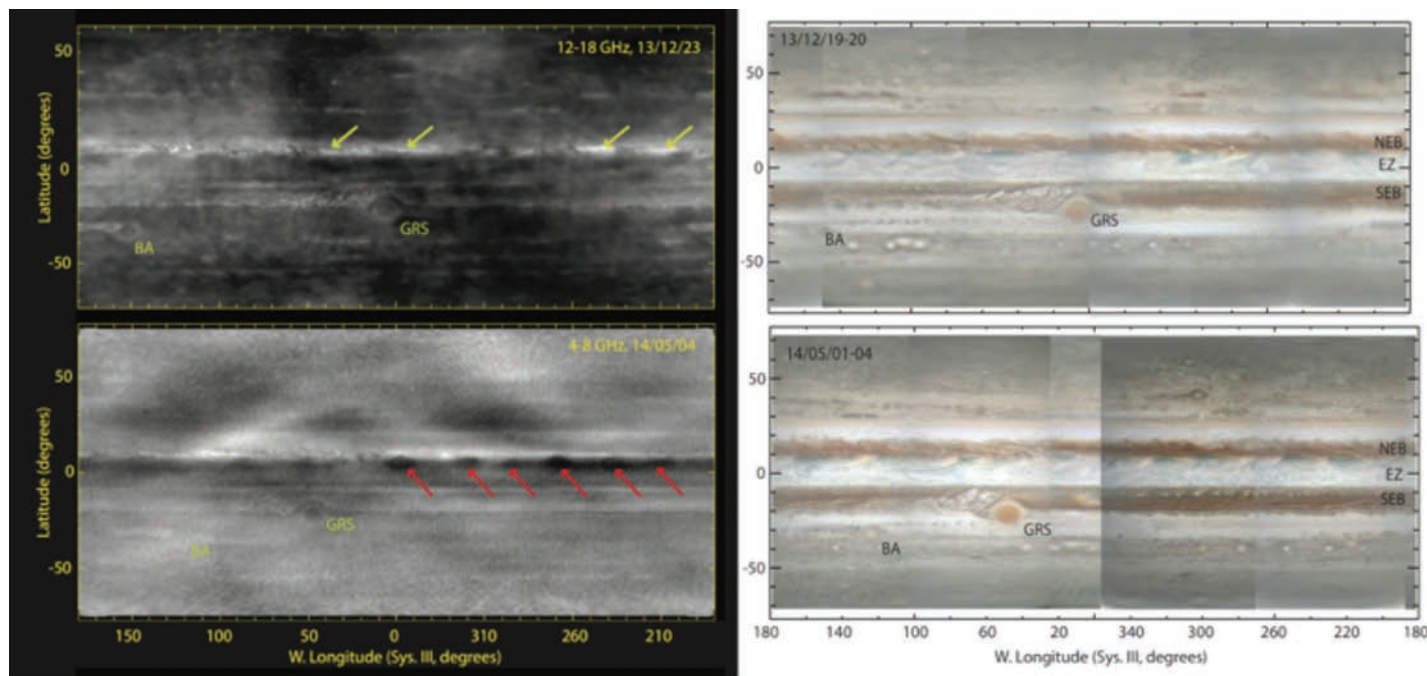 12-18 GHz, 13/12/23
50
0
-50
Latitude (degrees)
GRS
BA
4-8 GHz, 14/05/04
50
0
-50
Latitude (degrees)
GRS
BA
150 100 50 0 310 260 210
W. Longitude (Sys. III, degrees)
13/12/19-20
50
0
-50
NEB
EZ
SEB
GRS
BA
14/05/01-04
50
0
-50
NEB
EZ
SEB
GRS
BA
180 100 60 20 340 300 260 220 180
W. Longitude (Sys. III, degrees)